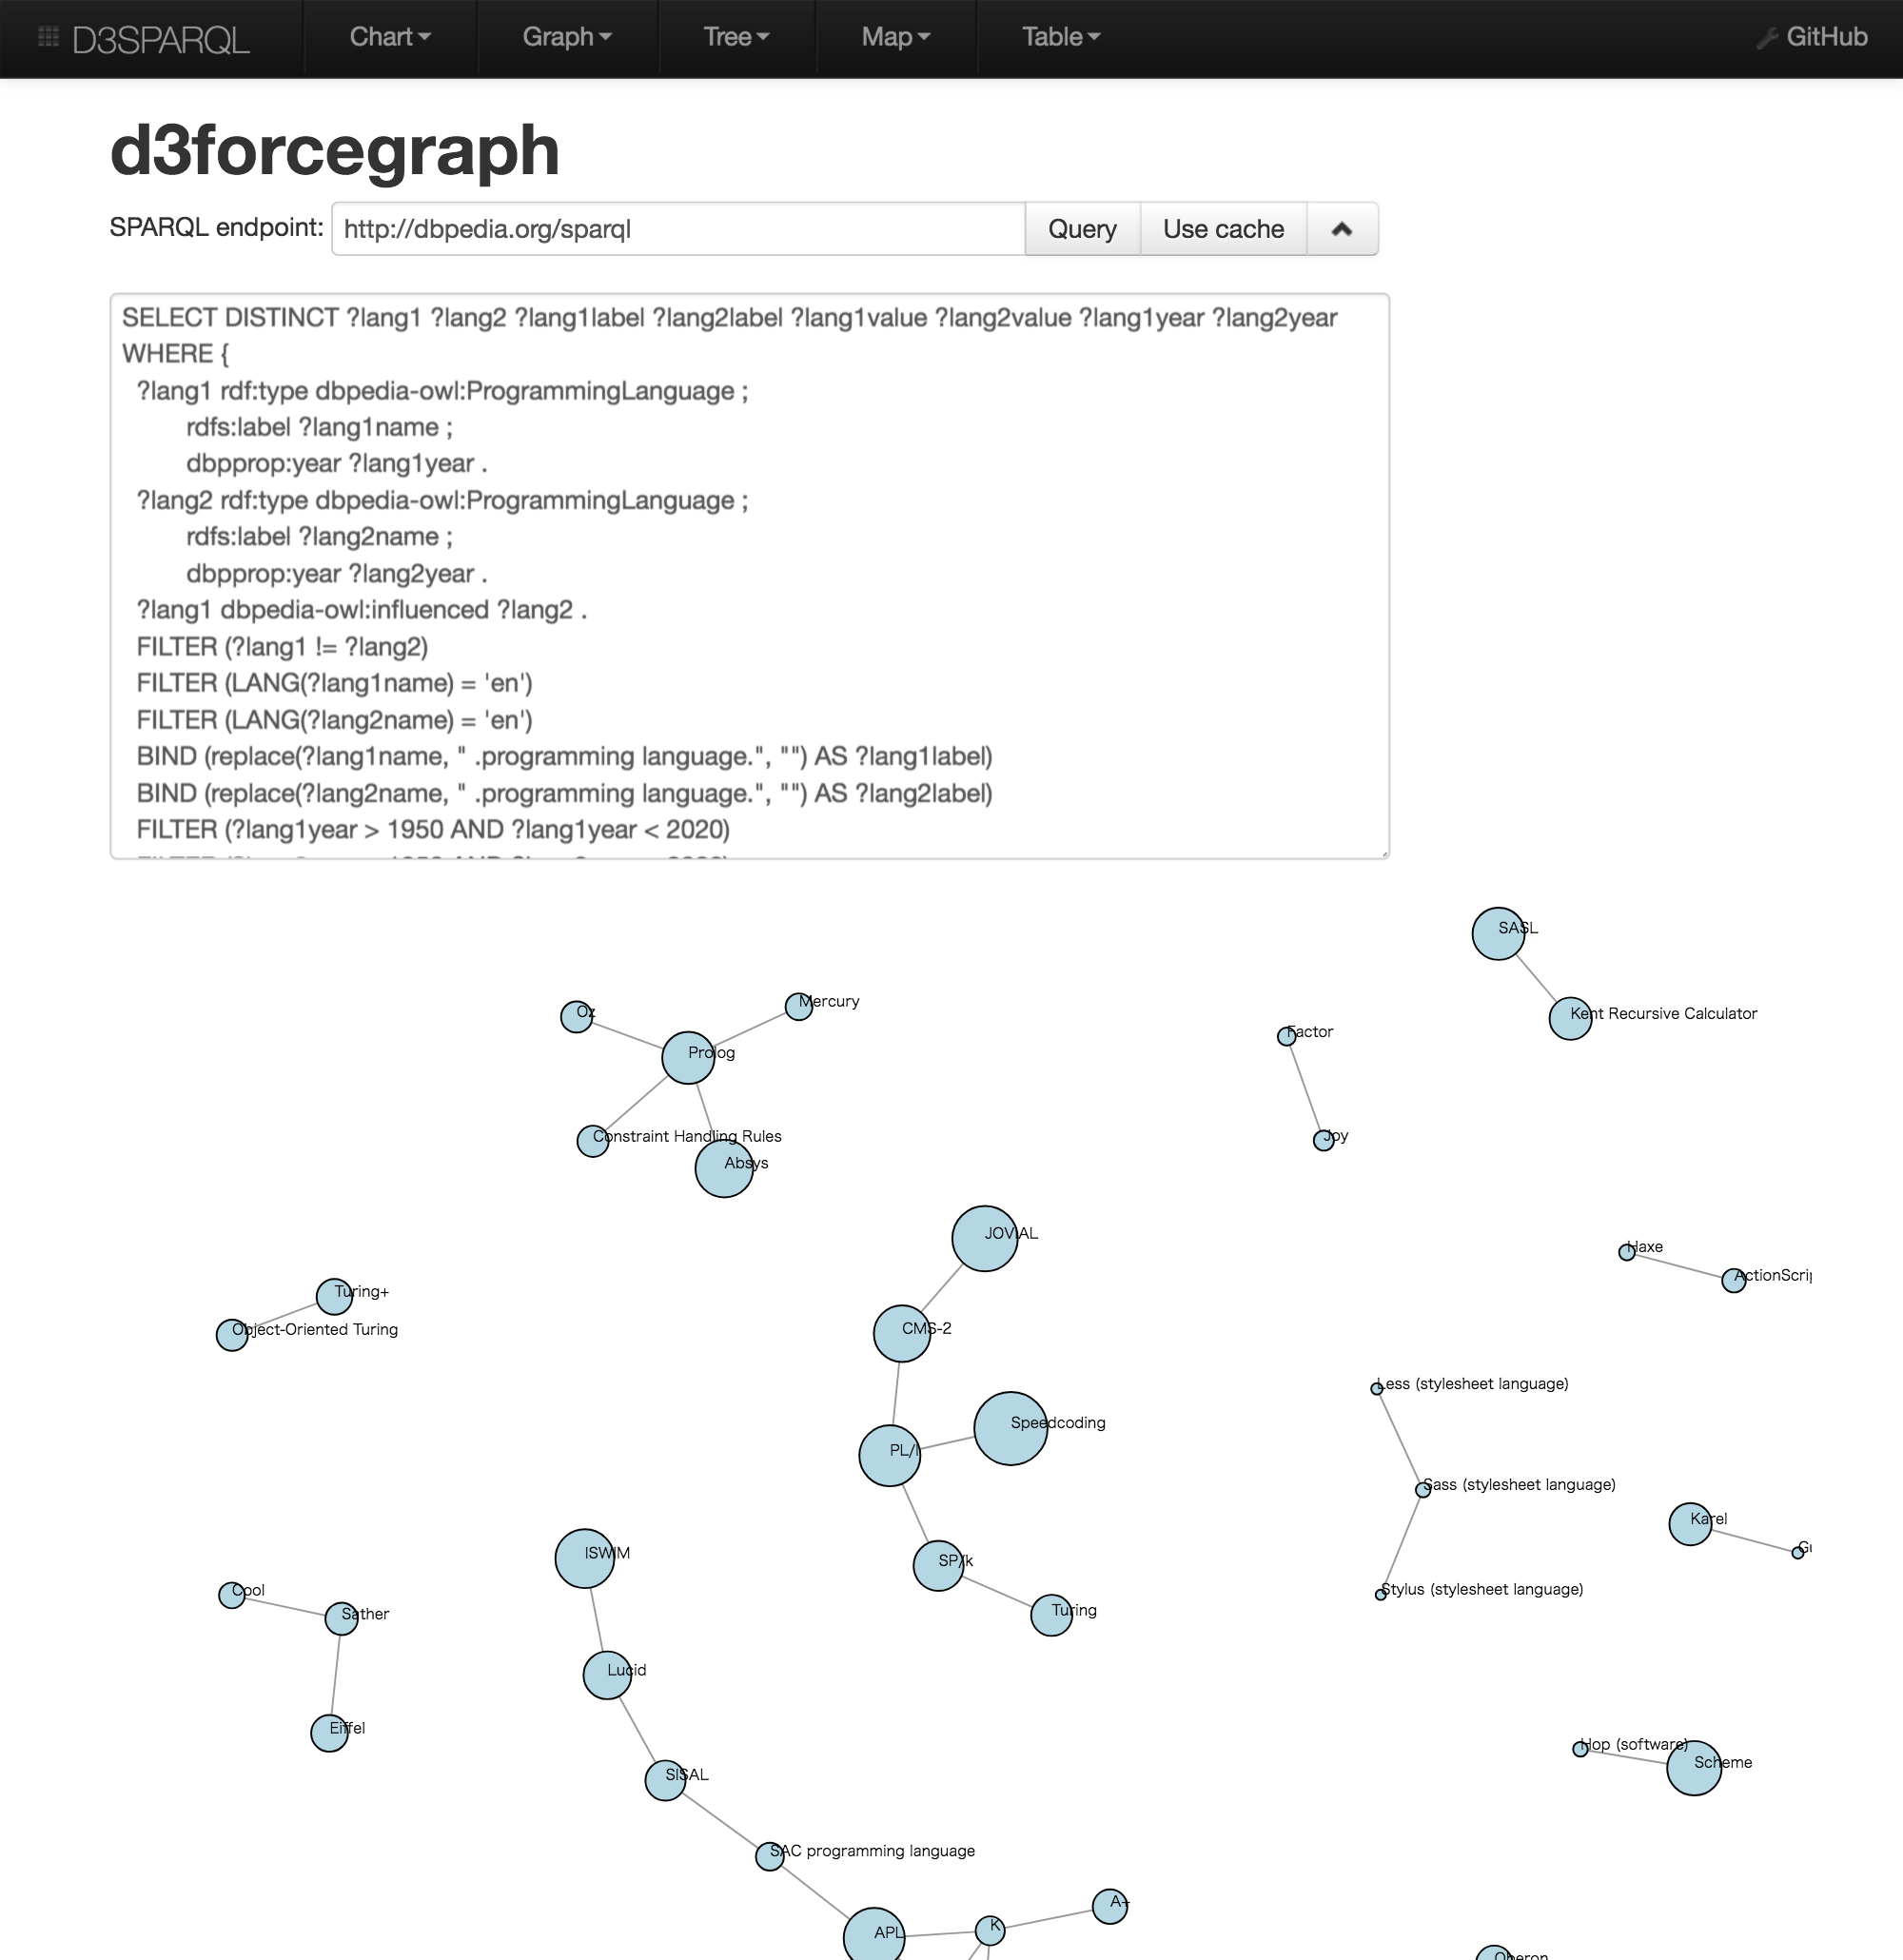 D3SPARQL Chart Graph Tree Map Table GitHub
d3forcegraph
SPARQL endpoint: http://dbpedia.org/sparql Query Use cache
SELECT DISTINCT ?lang1 ?lang2 ?lang1label ?lang2label ?lang1value ?lang2value ?lang1year ?lang2year
WHERE {
?lang1 rdf:type dbpedia-owl:ProgrammingLanguage ;
rdfs:label ?lang1name ;
dbpprop:year ?lang1year .
?lang2 rdf:type dbpedia-owl:ProgrammingLanguage ;
rdfs:label ?lang2name ;
dbpprop:year ?lang2year .
?lang1 dbpedia-owl:influenced ?lang2 .
FILTER (?lang1 != ?lang2)
FILTER (LANG(?lang1name) = 'en')
FILTER (LANG(?lang2name) = 'en')
BIND (replace(?lang1name, " .programming language.", "") AS ?lang1label)
BIND (replace(?lang2name, " .programming language.", "") AS ?lang2label)
FILTER (?lang1year > 1950 AND ?lang1year < 2020)
SASL
Mercury
Oz
Kent Recursive Calculator
Factor
Prolog
Constraint Handling Rules
Joy
Absys
JOVIAL
Haxe
ActionScrip
Turing+
Object-Oriented Turing
CMS-2
Less (stylesheet language)
Speedcoding
PL/I
Sass (stylesheet language)
Karel
Gu
ISWIM
SP/k
Cool
Stylus (stylesheet language)
Sather
Turing
Lucid
Eiffel
Hop (software)
Scheme
SISAL
SAC programming language
A+
K
APL
Oberon